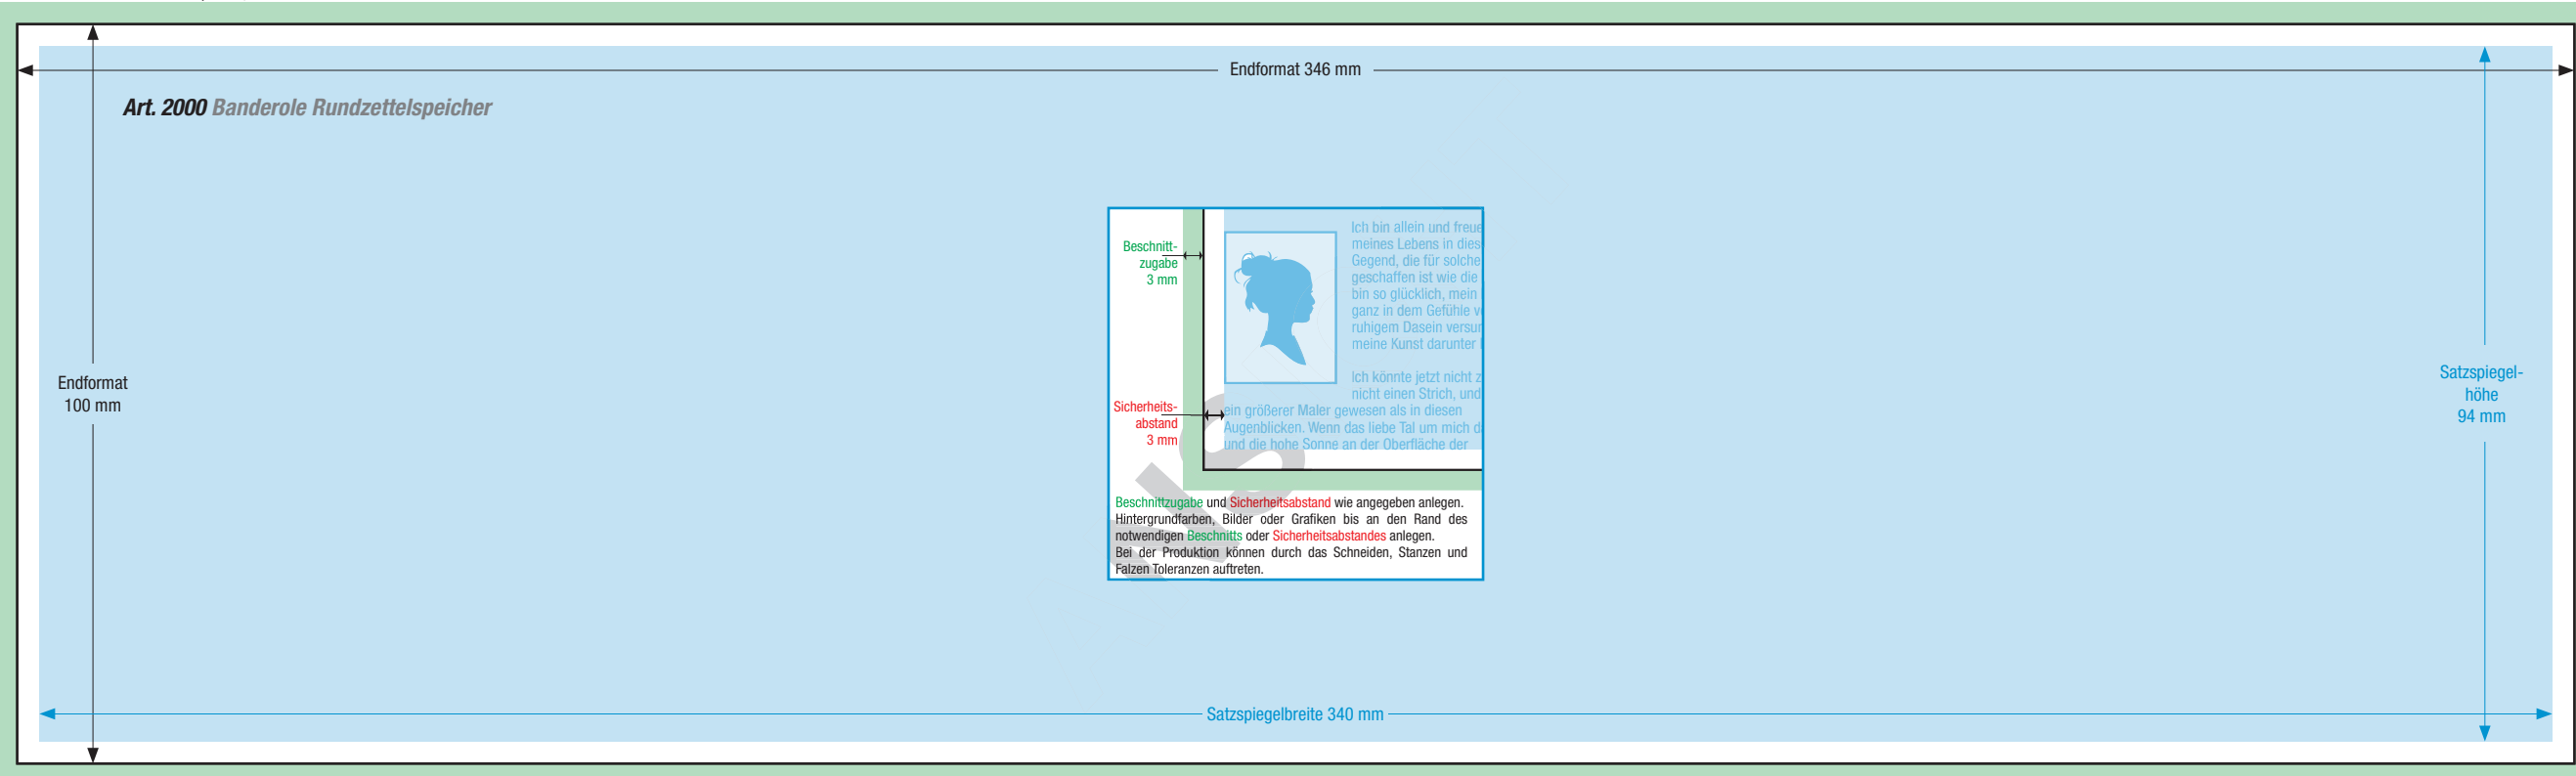 Endformat 346 mm
Art. 2000 Banderole Rundzettelspeicher
Beschnitt-
zugabe
3 mm
Ich bin allein und freue
meines Lebens in dies
Gegend, die für solche
geschaffen ist wie die
bin so glücklich, mein
ganz in dem Gefühle v
ruhigem Dasein versun
meine Kunst darunter l
Ich könnte jetzt nicht z
nicht einen Strich, und
ein größerer Maler gewesen als in diesen
Augenblicken. Wenn das liebe Tal um mich d
und die hohe Sonne an der Oberfläche der
Sicherheits-
abstand
3 mm
Beschnittzugabe und Sicherheitsabstand wie angegeben anlegen.
Hintergrundfarben, Bilder oder Grafiken bis an den Rand des
notwendigen Beschnitts oder Sicherheitsabstandes anlegen.
Bei der Produktion können durch das Schneiden, Stanzen und
Falzen Toleranzen auftreten.
Endformat
100 mm
Satzspiegel-
höhe
94 mm
Satzspiegelbreite 340 mm